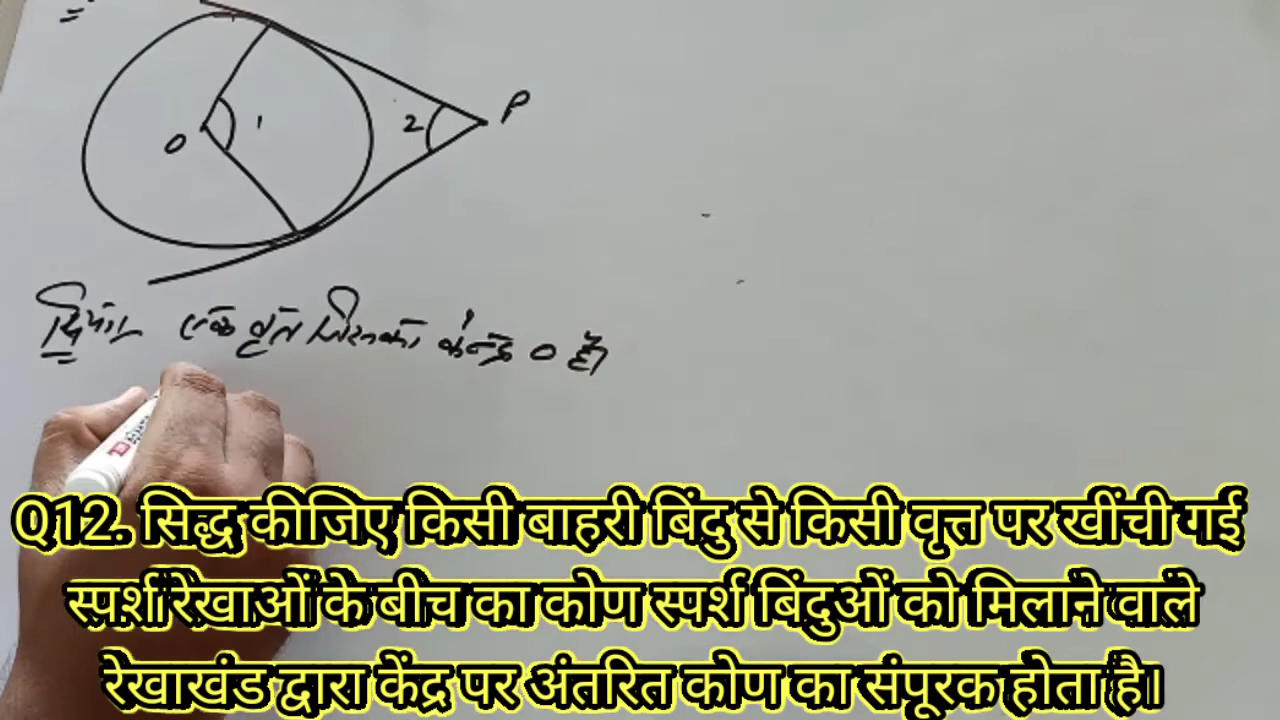 P
2
1
O
दिया है एक वृत्त जिसका केन्द्र O है।
Q12. सिद्ध कीजिए किसी बाहरी बिंदु से किसी वृत्त पर खींची गई
स्पर्श रेखाओं के बीच का कोण स्पर्श बिंदुओं को मिलाने वाले
रेखाखंड द्वारा केंद्र पर अंतरित कोण का संपूरक होता है।